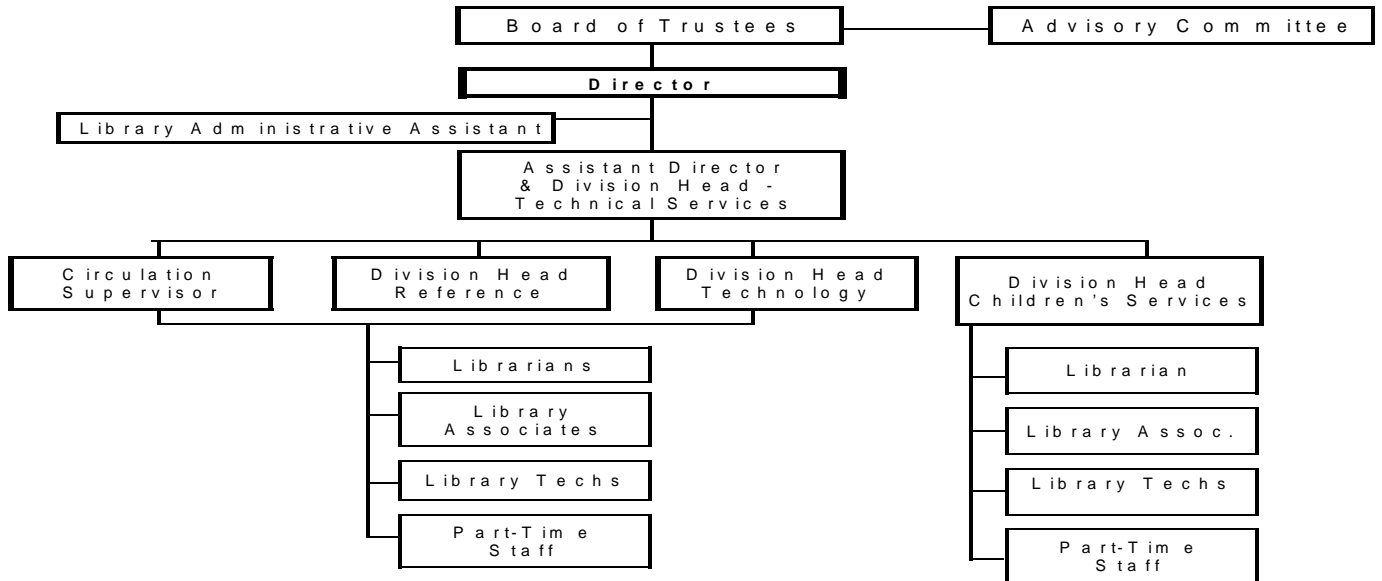 Board of Trustees
Advisory Committee
Director
Library Administrative Assistant
Assistant Director
& Division Head -
Technical Services
Circulation
Supervisor
Division Head
Reference
Division Head
Technology
Division Head
Children’s Services
Librarians
Library
Associates
Library Techs
Part-Time
Staff
Librarian
Library Assoc.
Library Techs
Part-Time
Staff